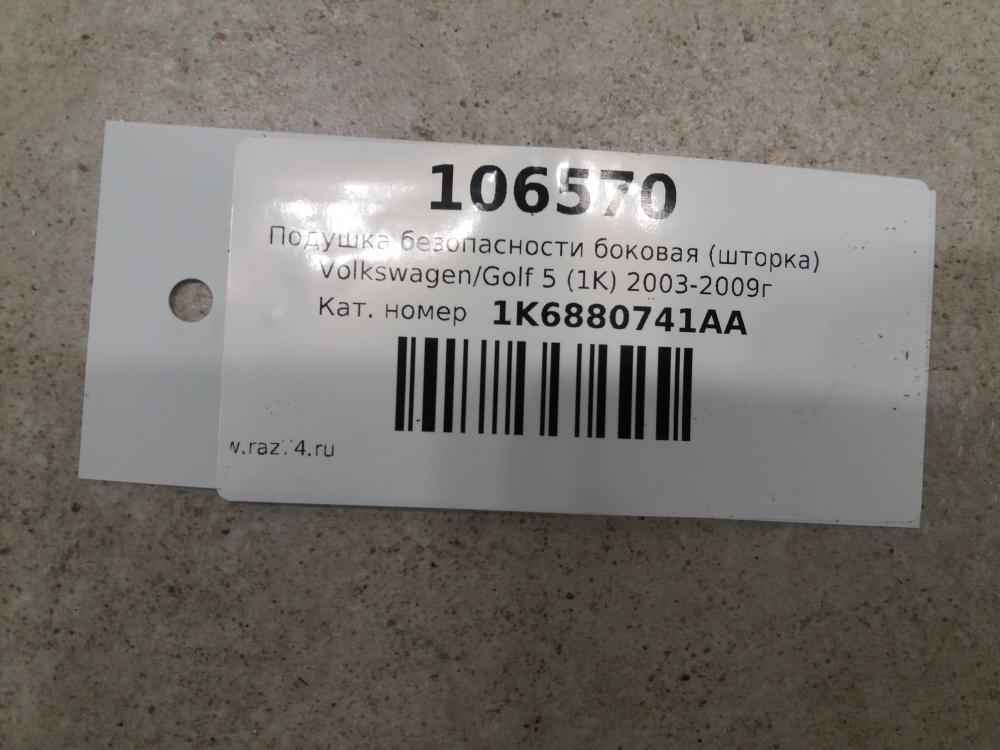 106570
Подушка безопасности боковая (шторка)
Volkswagen/Golf 5 (1K) 2003-2009г
Кат. номер 1K6880741AA